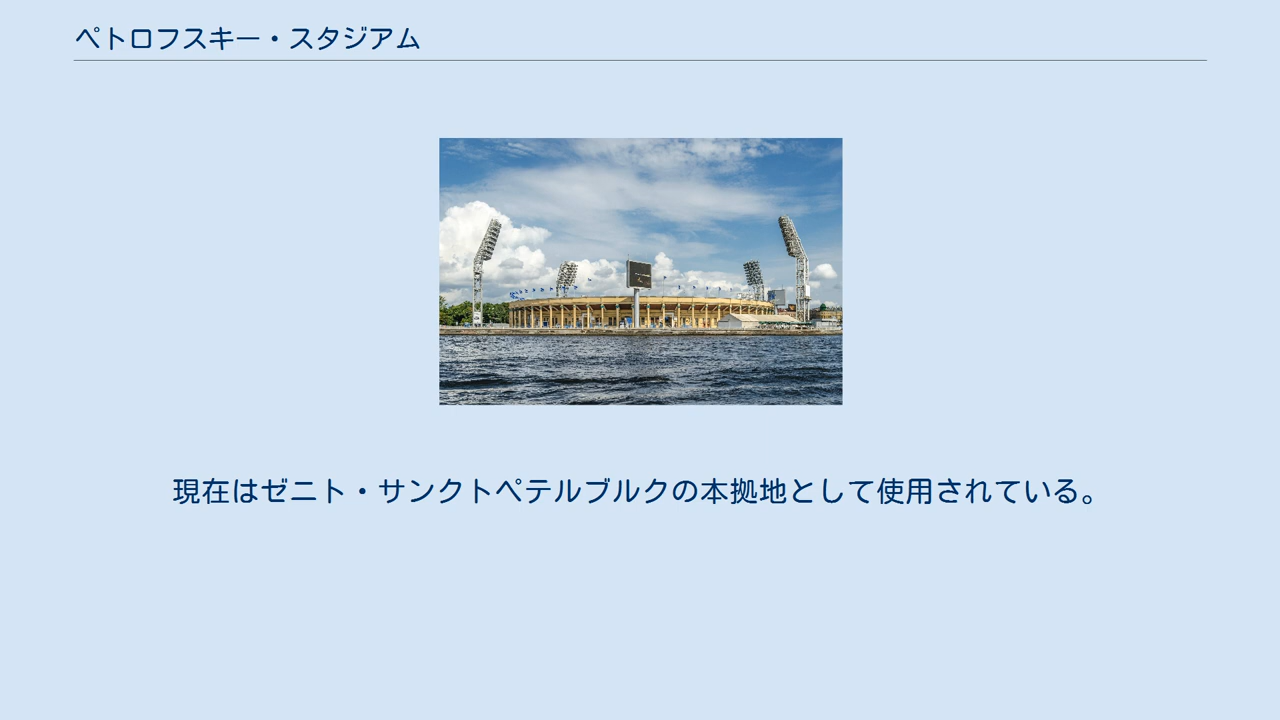 ペトロフスキー・スタジアム
現在はゼニト・サンクトペテルブルクの本拠地として使用されている。